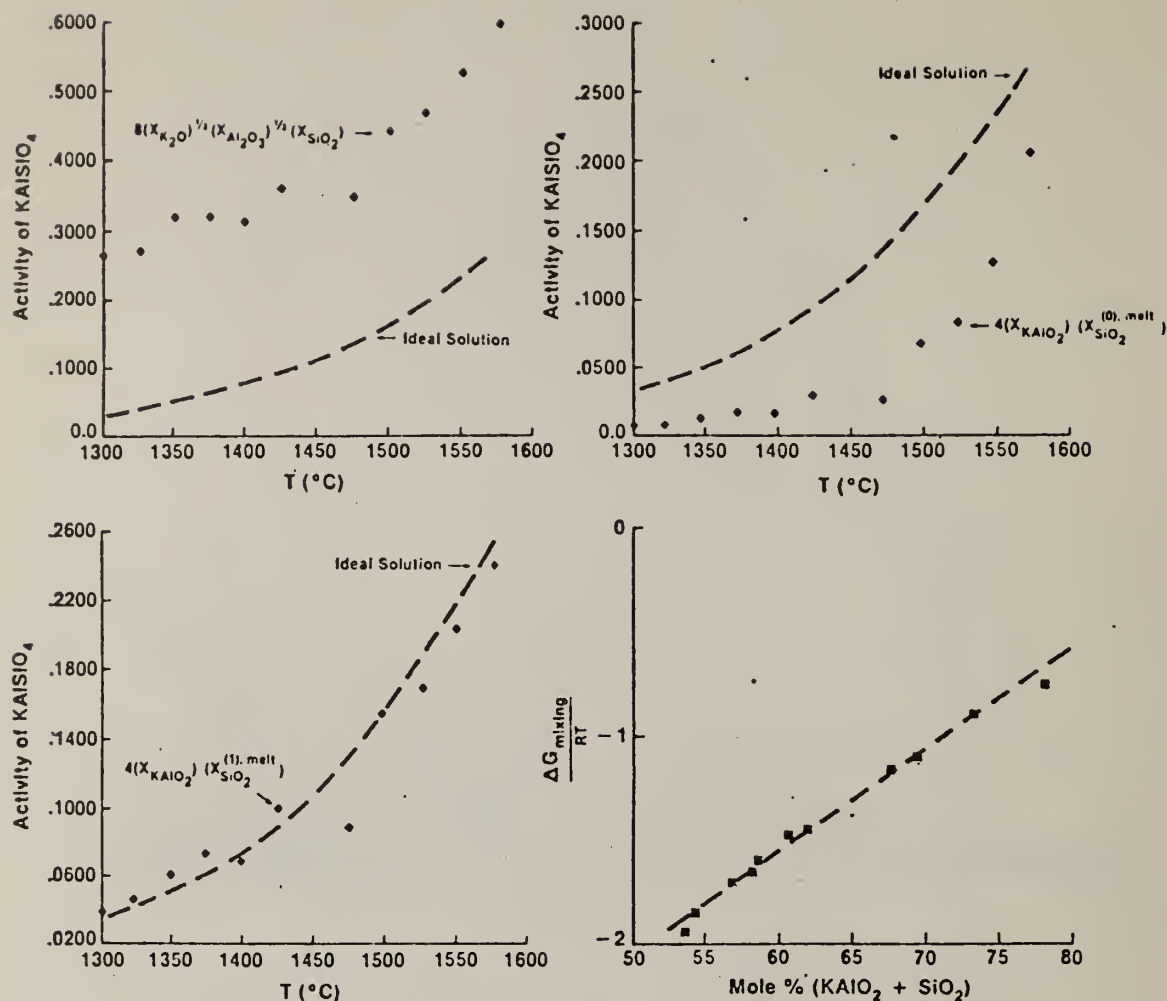 .6000
.5000
.4000
.3000
.2000
.1000
0.0
Activity of KAlSiO4
8(XK2O)^½(XAl2O3)^½(XSiO2)
Ideal Solution
1300 1350 1400 1450 1500 1550 1600
T (°C)
.3000
.2500
.2000
.1500
.1000
.0500
0.0
Activity of KAlSiO4
Ideal Solution
4(XKAlO2) (XSiO2^(0). melt)
1300 1350 1400 1450 1500 1550 1600
T (°C)
.2600
.2200
.1800
.1400
.1000
.0600
.0200
Activity of KAlSiO4
Ideal Solution
4(XKAlO2) (XSiO2^(1). melt)
1300 1350 1400 1450 1500 1550 1600
T (°C)
0
−1
−2
ΔG mixing
RT
50 55 60 65 70 75 80
Mole % (KAlO2 + SiO2)